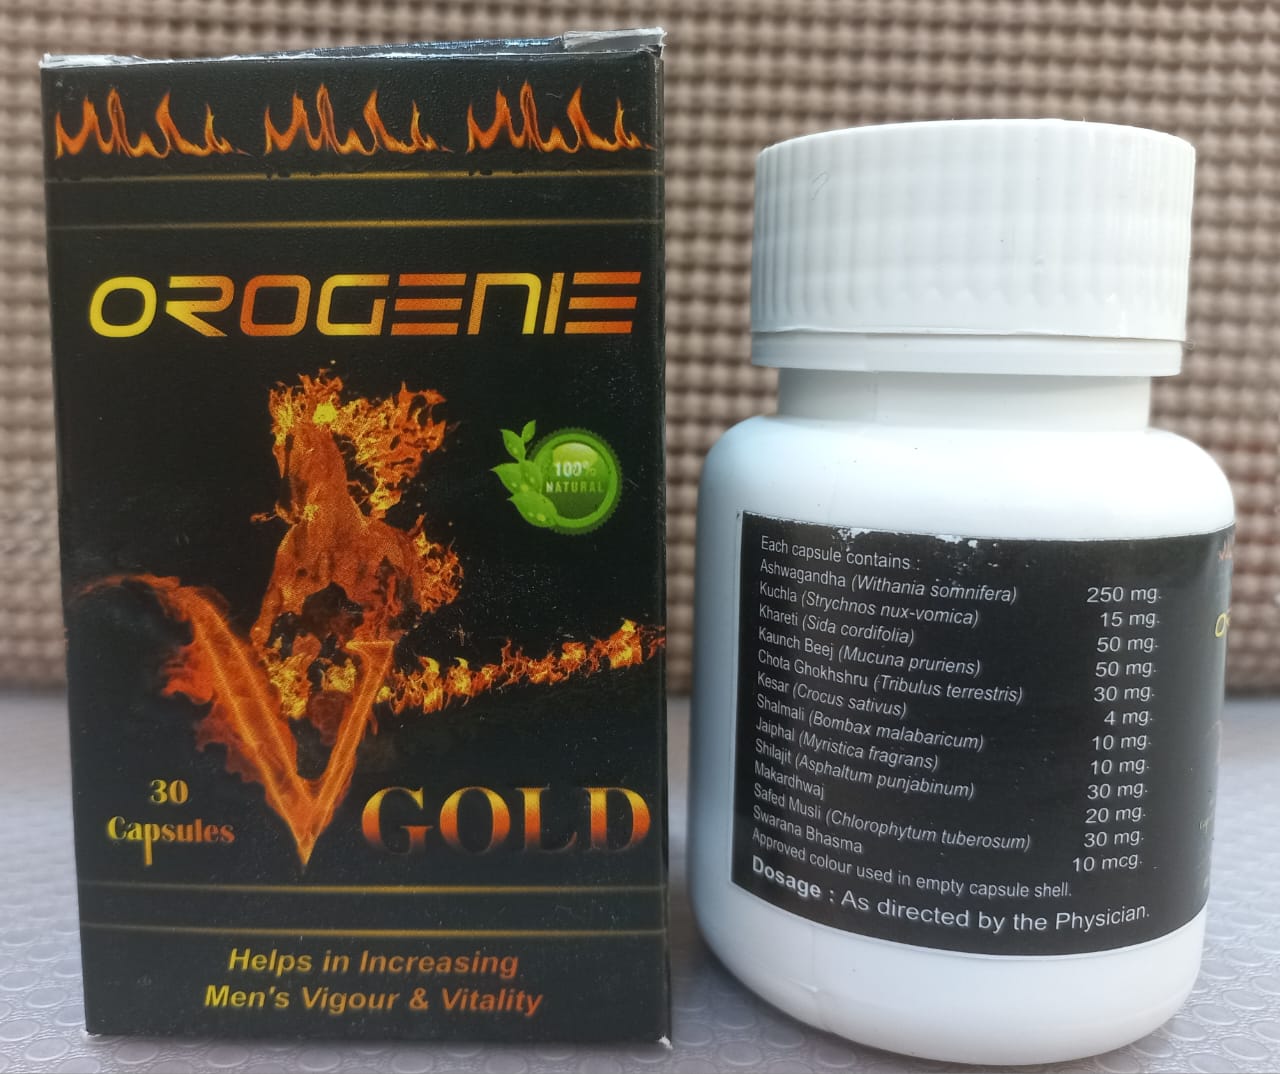 OROGENIE
100%
NATURAL
30
Capsules
V GOLD
Helps in Increasing
Men's Vigour & Vitality
Each capsule contains :
Ashwagandha (Withania somnifera) 250 mg.
Kuchla (Strychnos nux-vomica) 15 mg.
Khareti (Sida cordifolia) 50 mg.
Kaunch Beej (Mucuna pruriens) 50 mg.
Chota Ghokhshru (Tribulus terrestris) 30 mg.
Kesar (Crocus sativus) 4 mg.
Shalmali (Bombax malabaricum) 10 mg.
Jaiphal (Myristica fragrans) 10 mg.
Shilajit (Asphaltum punjabinum) 30 mg.
Makardhwaj 20 mg.
Safed Musli (Chlorophytum tuberosum) 30 mg.
Swarana Bhasma 10 mcg.
Approved colour used in empty capsule shell.
Dosage : As directed by the Physician.